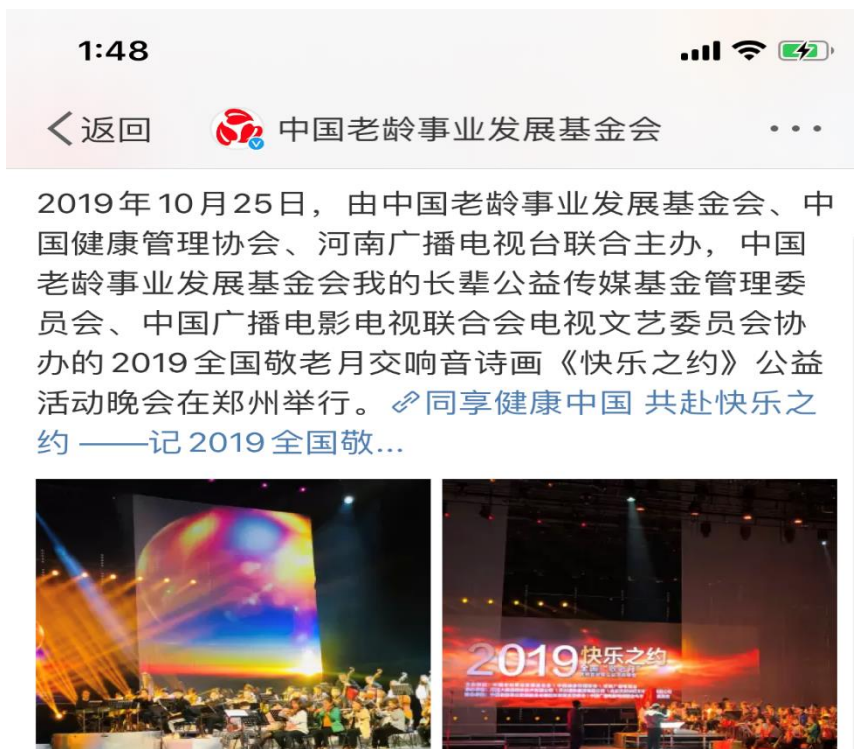 1:48
返回
中国老龄事业发展基金会
2019年10月25日，由中国老龄事业发展基金会、中
国健康管理协会、河南广播电视台联合主办，中国
老龄事业发展基金会我的长辈公益传媒基金管理委
员会、中国广播电影电视联合会电视文艺委员会协
办的2019全国敬老月交响音诗画《快乐之约》公益
活动晚会在郑州举行。同享健康中国 共赴快乐之
约 ——记2019全国敬...
2019快乐之约